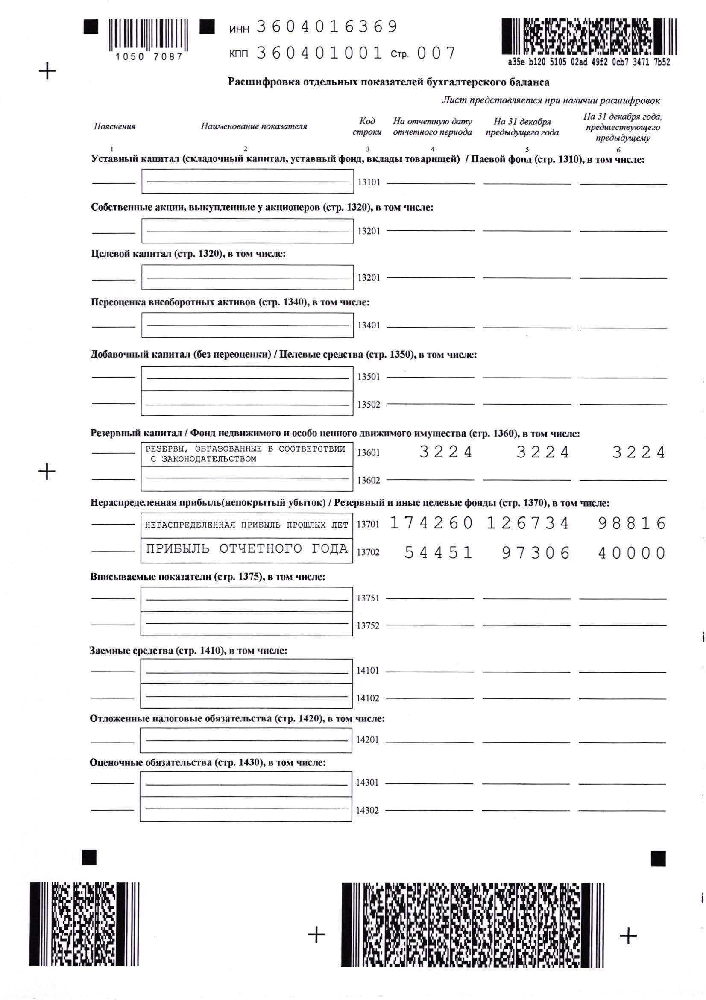 ИНН 3604016369
1050 7087
КПП 360401001 Стр. 007
a35e b120 5105 02ad 49f2 0cb7 3471 7b52
Расшифровка отдельных показателей бухгалтерского баланса
Лист представляется при наличии расшифровок
Пояснения Наименование показателя Код строки На отчетную дату отчетного периода На 31 декабря предыдущего года На 31 декабря года, предшествующего предыдущему
1 2 3 4 5 6
Уставный капитал (складочный капитал, уставный фонд, вклады товарищей) / Паевой фонд (стр. 1310), в том числе:
13101
Собственные акции, выкупленные у акционеров (стр. 1320), в том числе:
13201
Целевой капитал (стр. 1320), в том числе:
13201
Переоценка внеоборотных активов (стр. 1340), в том числе:
13401
Добавочный капитал (без переоценки) / Целевые средства (стр. 1350), в том числе:
13501
13502
Резервный капитал / Фонд недвижимого и особо ценного движимого имущества (стр. 1360), в том числе:
РЕЗЕРВЫ, ОБРАЗОВАННЫЕ В СООТВЕТСТВИИ
С ЗАКОНОДАТЕЛЬСТВОМ
13601 3224 3224 3224
13602
Нераспределенная прибыль(непокрытый убыток) / Резервный и иные целевые фонды (стр. 1370), в том числе:
НЕРАСПРЕДЕЛЕННАЯ ПРИБЫЛЬ ПРОШЛЫХ ЛЕТ 13701 174260 126734 98816
ПРИБЫЛЬ ОТЧЕТНОГО ГОДА 13702 54451 97306 40000
Вписываемые показатели (стр. 1375), в том числе:
13751
13752
Заемные средства (стр. 1410), в том числе:
14101
14102
Отложенные налоговые обязательства (стр. 1420), в том числе:
14201
Оценочные обязательства (стр. 1430), в том числе:
14301
14302